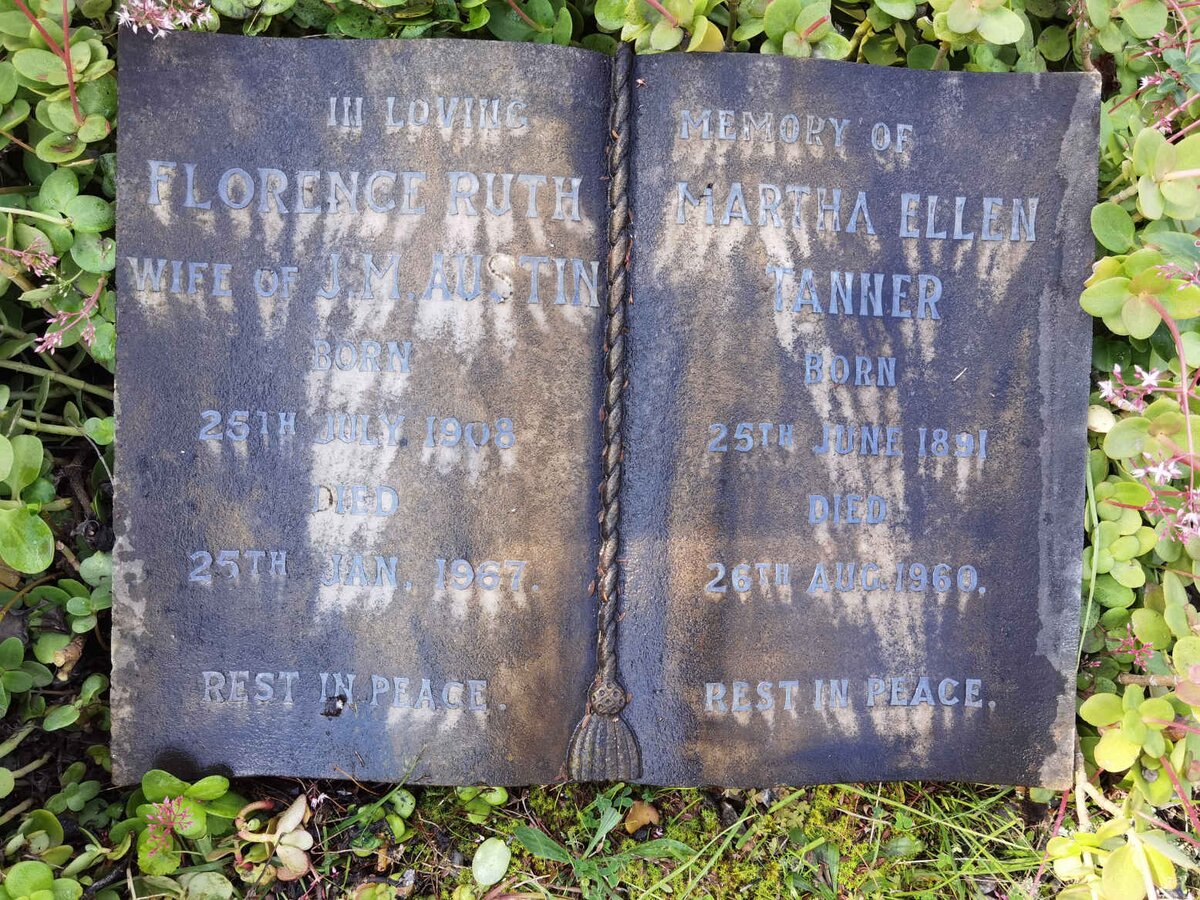 IN LOVING
FLORENCE RUTH
WIFE OF J.M. AUSTIN
BORN
25TH JULY. 1908
DIED
25TH JAN. 1967.
REST IN PEACE.
MEMORY OF
MARTHA ELLEN
TANNER
BORN
25TH JUNE 1891
DIED
26TH AUG. 1960.
REST IN PEACE.